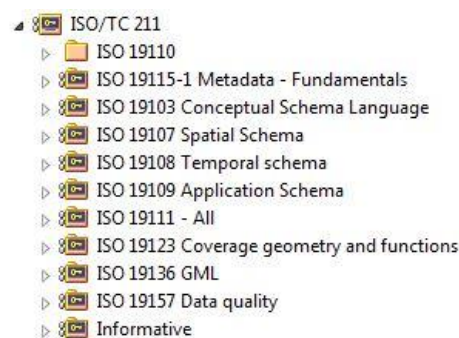 ISO/TC 211
ISO 19110
ISO 19115-1 Metadata - Fundamentals
ISO 19103 Conceptual Schema Language
ISO 19107 Spatial Schema
ISO 19108 Temporal schema
ISO 19109 Application Schema
ISO 19111 - All
ISO 19123 Coverage geometry and functions
ISO 19136 GML
ISO 19157 Data quality
Informative